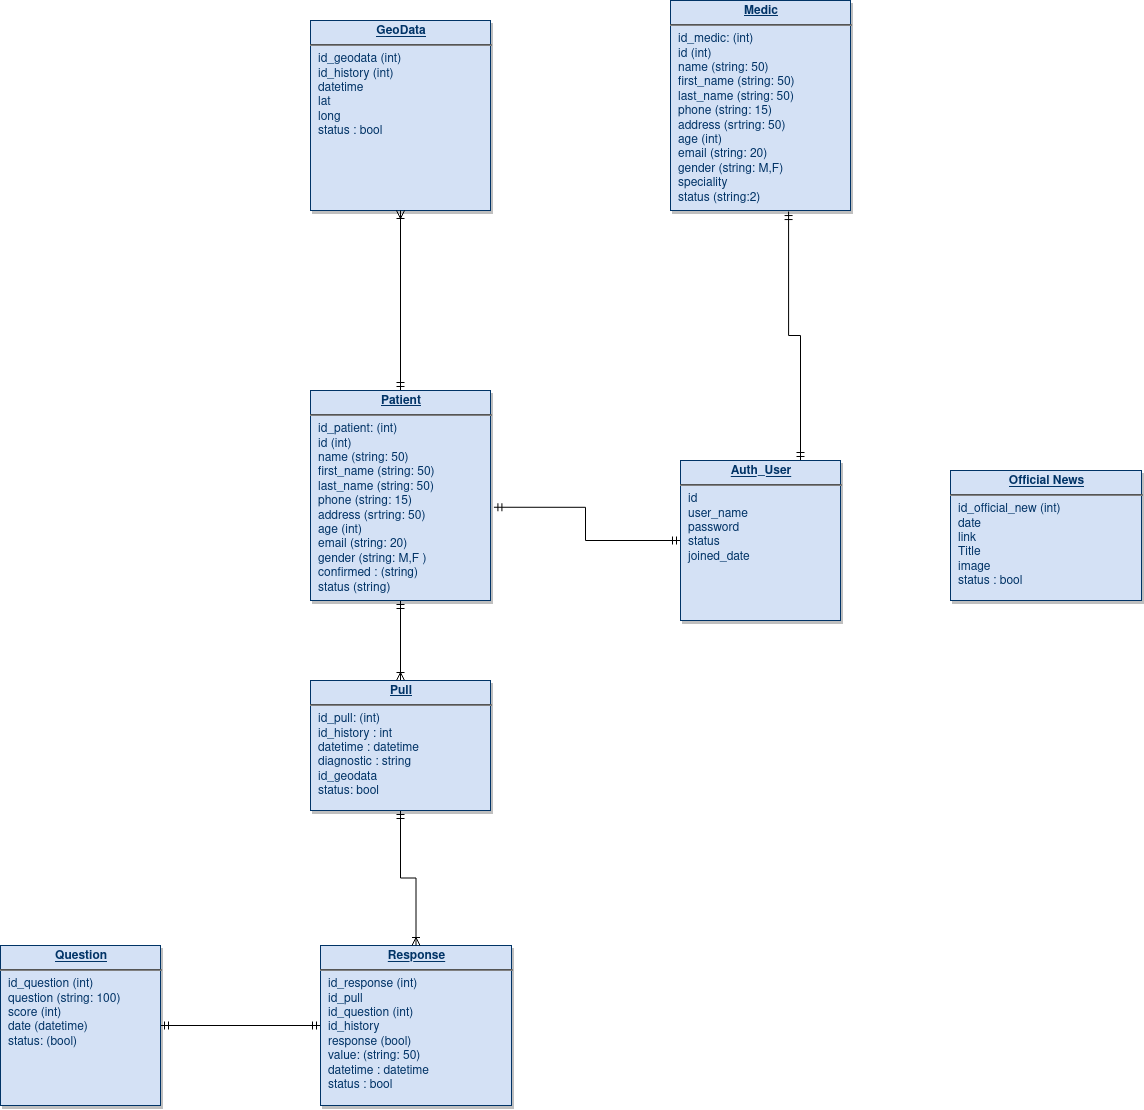 GeoData
id_geodata (int)
id_history (int)
datetime
lat
long
status : bool
Medic
id_medic: (int)
id (int)
name (string: 50)
first_name (string: 50)
last_name (string: 50)
phone (string: 15)
address (srtring: 50)
age (int)
email (string: 20)
gender (string: M,F)
speciality
status (string:2)
Patient
id_patient: (int)
id (int)
name (string: 50)
first_name (string: 50)
last_name (string: 50)
phone (string: 15)
address (srtring: 50)
age (int)
email (string: 20)
gender (string: M,F )
confirmed : (string)
status (string)
Auth_User
id
user_name
password
status
joined_date
Official News
id_official_new (int)
date
link
Title
image
status : bool
Pull
id_pull: (int)
id_history : int
datetime : datetime
diagnostic : string
id_geodata
status: bool
Question
id_question (int)
question (string: 100)
score (int)
date (datetime)
status: (bool)
Response
id_response (int)
id_pull
id_question (int)
id_history
response (bool)
value: (string: 50)
datetime : datetime
status : bool